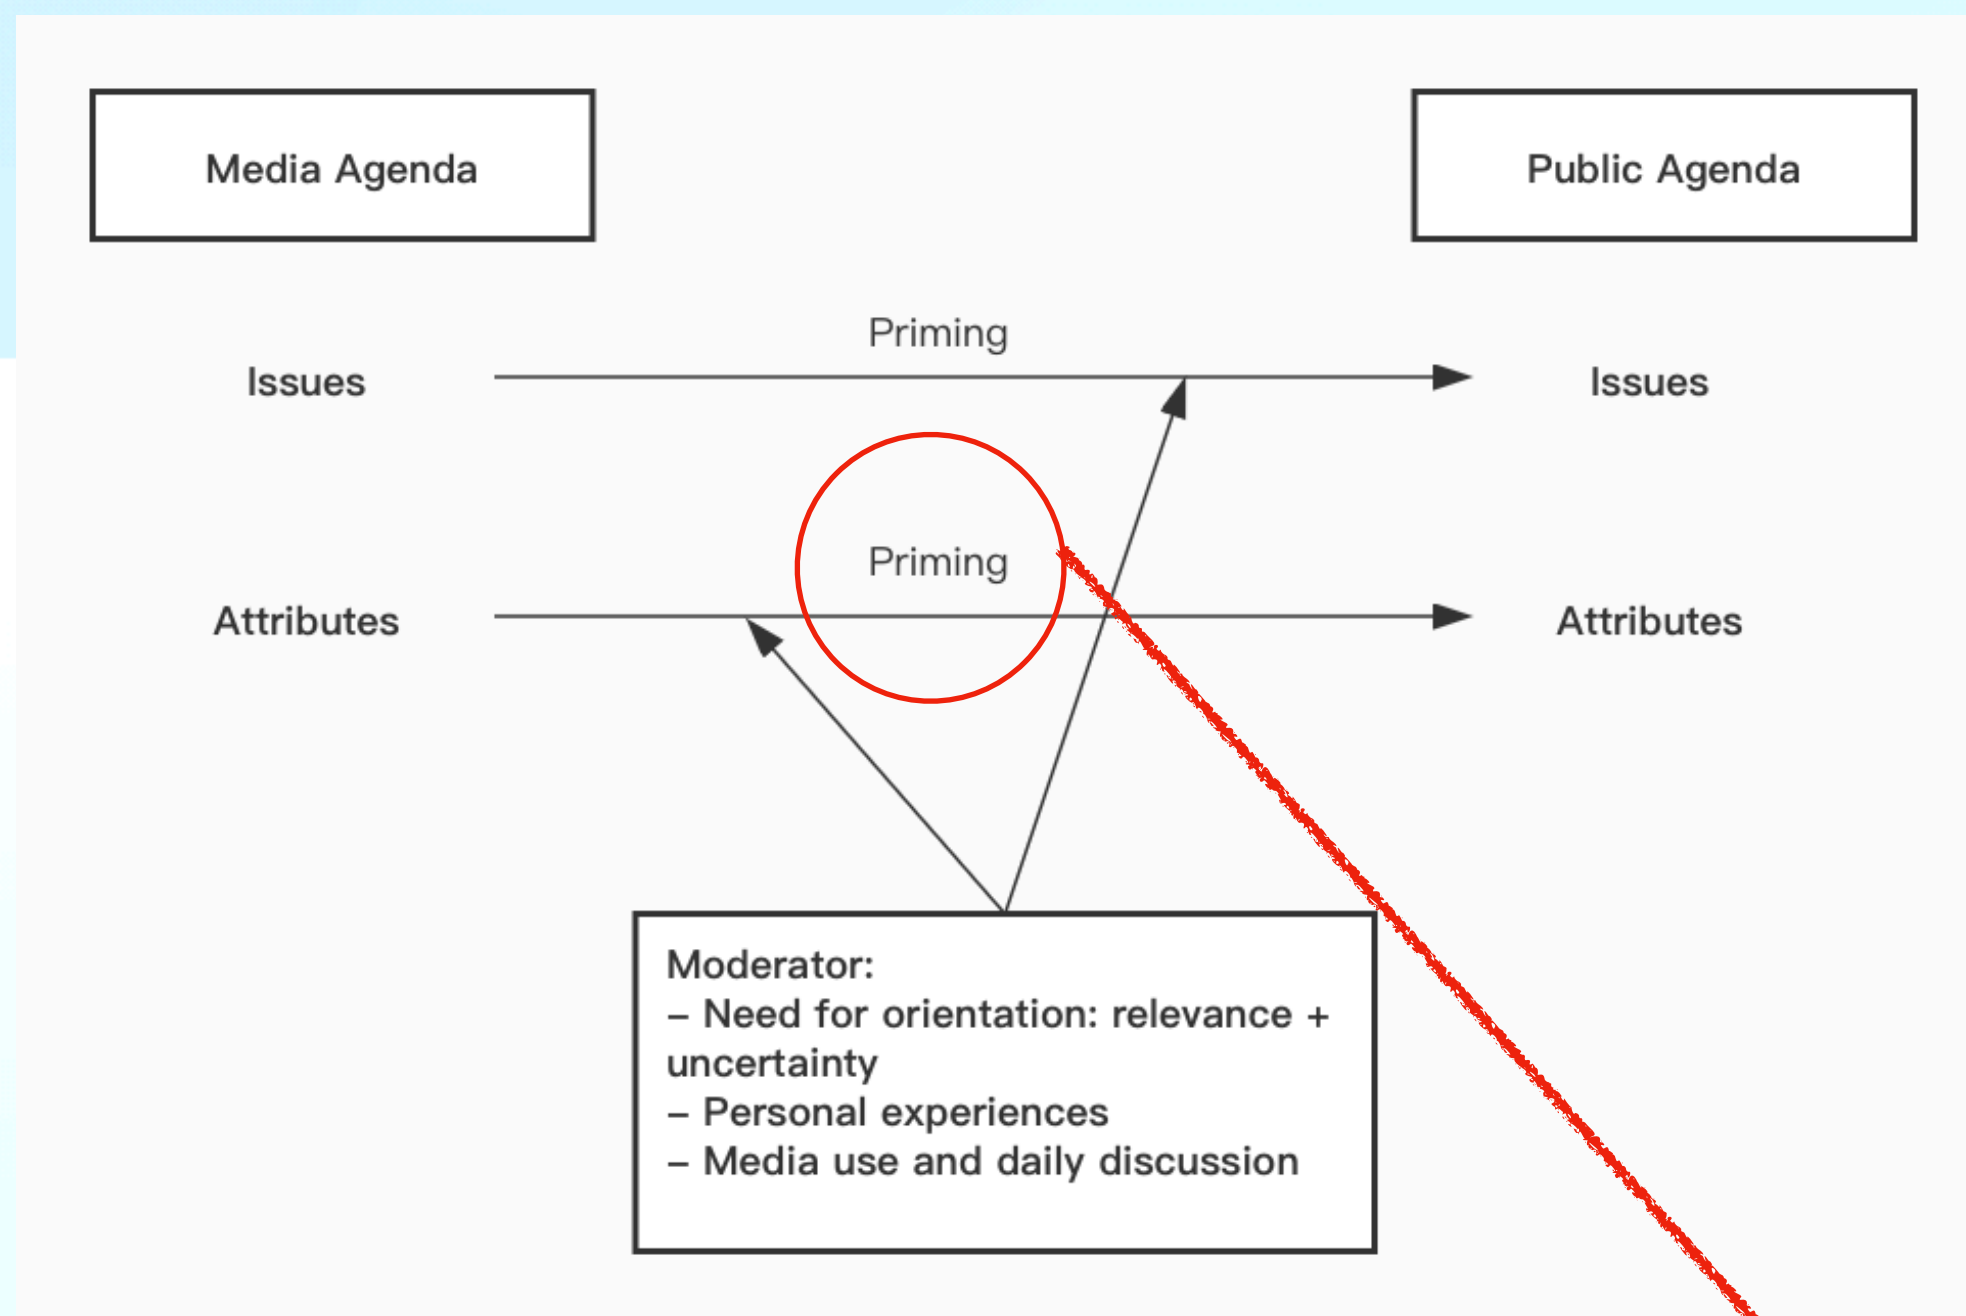 Media Agenda
Public Agenda
Priming
Issues
Issues
Priming
Attributes
Attributes
Moderator:
– Need for orientation: relevance +
uncertainty
– Personal experiences
– Media use and daily discussion